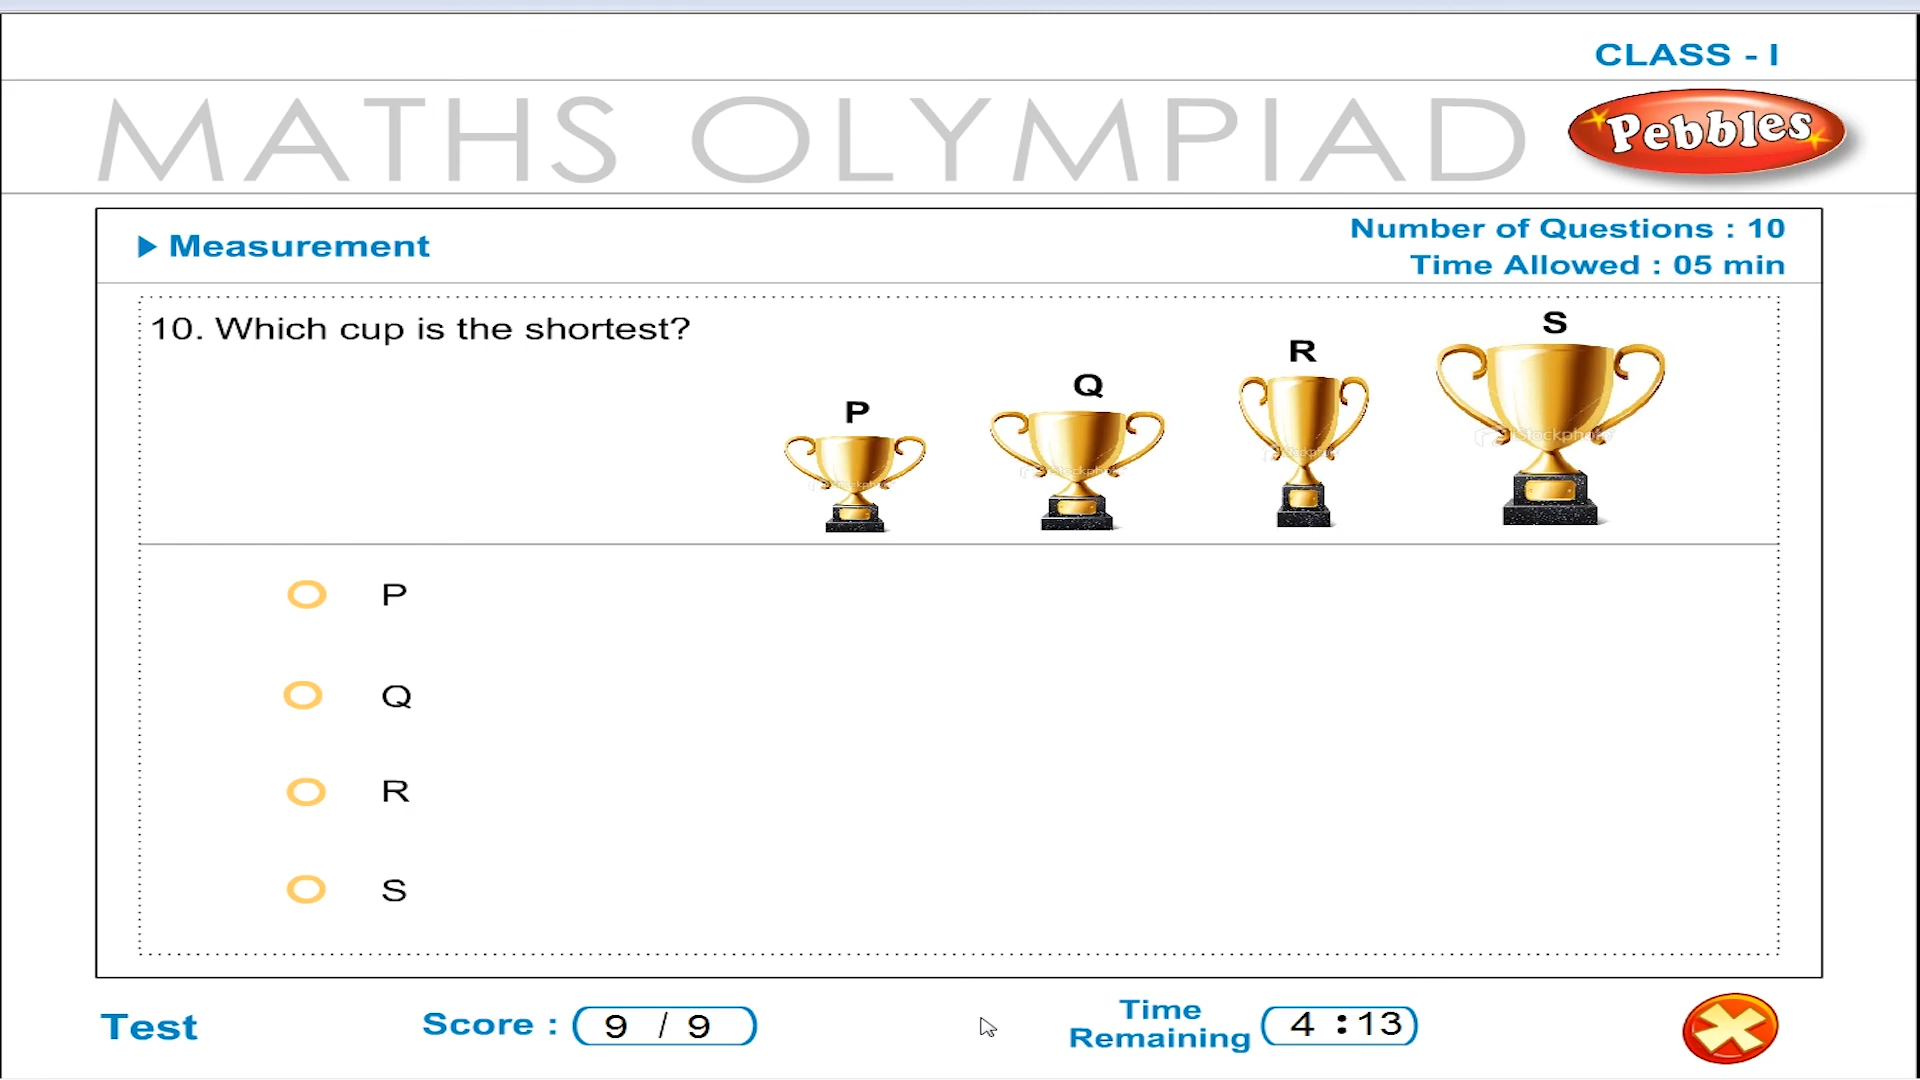 CLASS - I
MATHS OLYMPIAD
Pebbles
Measurement
Number of Questions : 10
Time Allowed : 05 min
10. Which cup is the shortest?
P
Q
R
S
iStockphoto
P
Q
R
S
Test
Score : 9 / 9
Time
Remaining
4 : 13